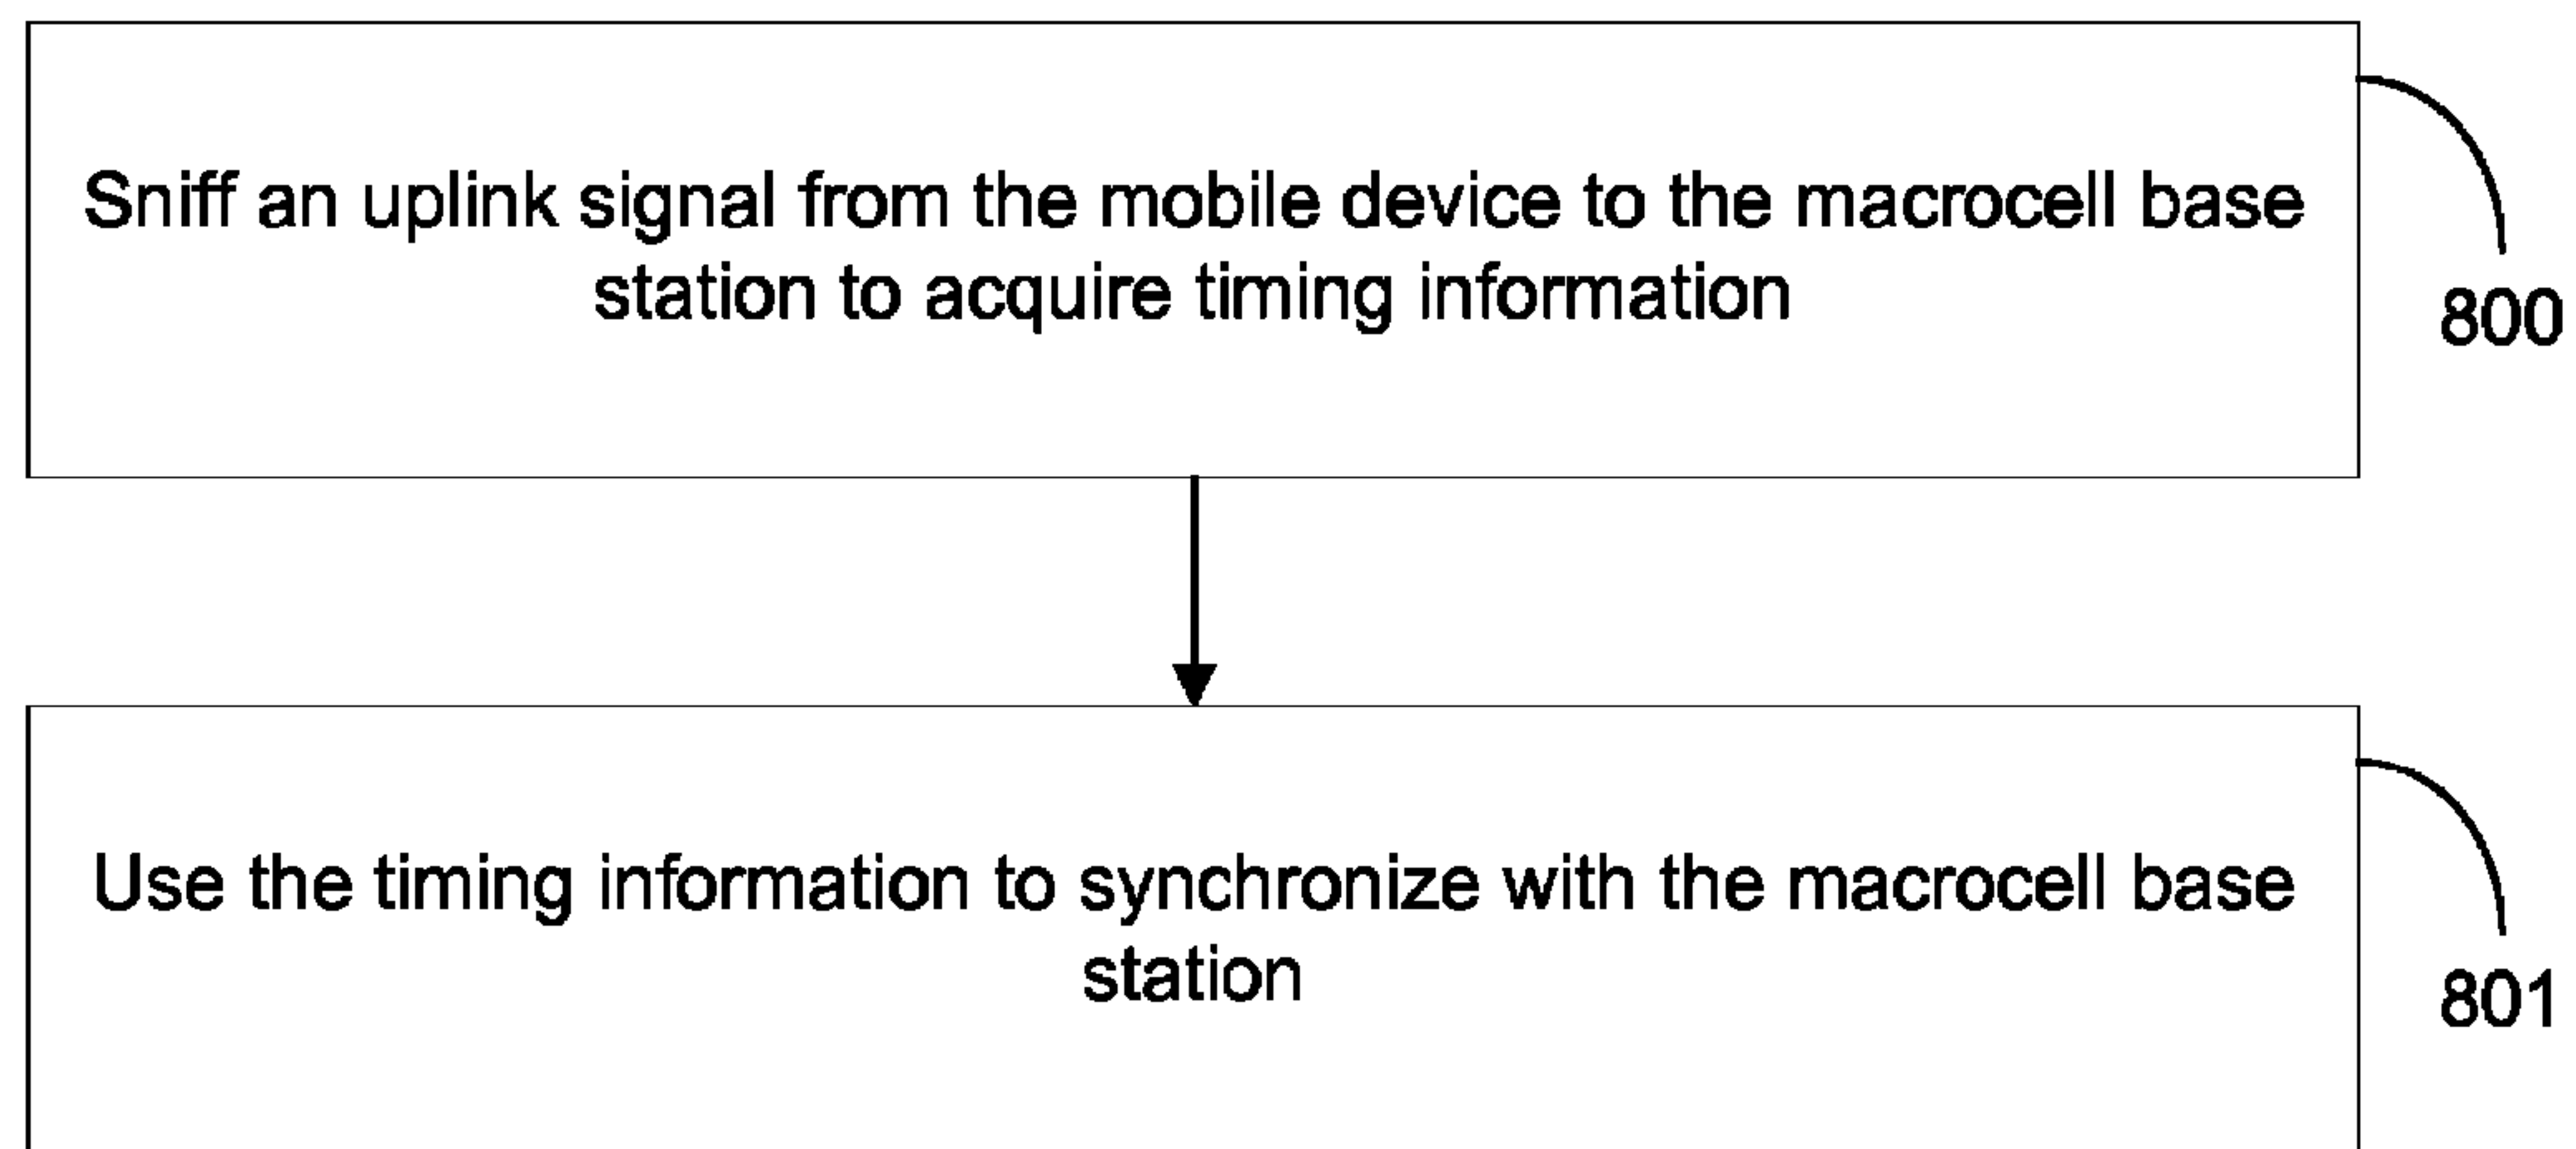 Sniff an uplink signal from the mobile device to the macrocell base
station to acquire timing information
800
Use the timing information to synchronize with the macrocell base
station
801